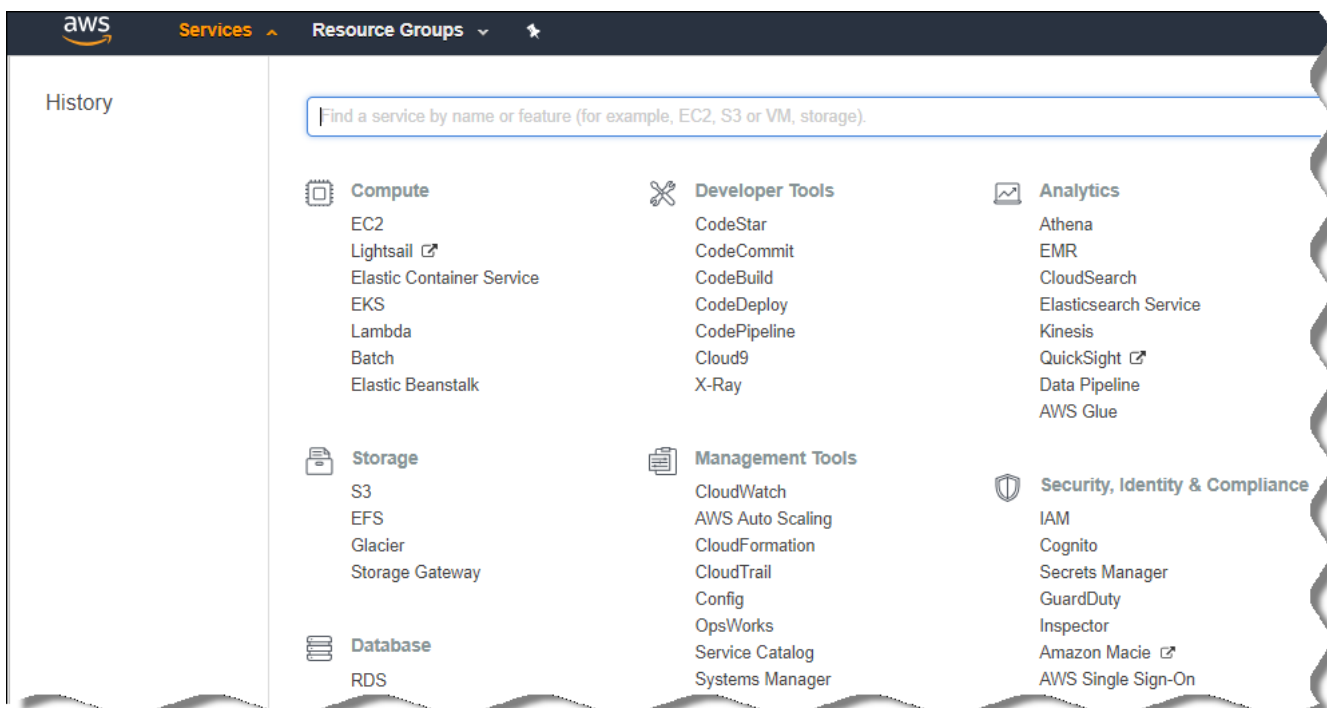 aws Services Resource Groups
History
Find a service by name or feature (for example, EC2, S3 or VM, storage).
Compute
EC2
Lightsail
Elastic Container Service
EKS
Lambda
Batch
Elastic Beanstalk
Storage
S3
EFS
Glacier
Storage Gateway
Database
RDS
Developer Tools
CodeStar
CodeCommit
CodeBuild
CodeDeploy
CodePipeline
Cloud9
X-Ray
Management Tools
CloudWatch
AWS Auto Scaling
CloudFormation
CloudTrail
Config
OpsWorks
Service Catalog
Systems Manager
Analytics
Athena
EMR
CloudSearch
Elasticsearch Service
Kinesis
QuickSight
Data Pipeline
AWS Glue
Security, Identity & Compliance
IAM
Cognito
Secrets Manager
GuardDuty
Inspector
Amazon Macie
AWS Single Sign-On